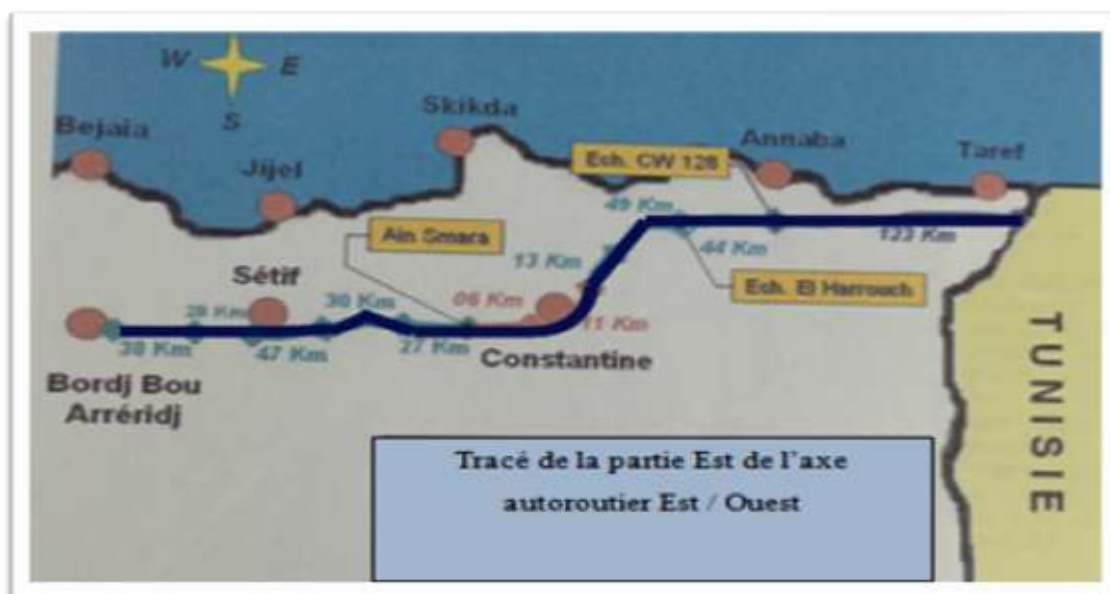 W E
S
Skikda
Bejaia
Annaba
Taref
Jijel
Ech. CW 128
49 Km
Ain Smara
44 Km
123 Km
13 Km
Sétif
Ech. El Harrouch
06 Km
30 Km
28 Km
11 Km
38 Km
47 Km
27 Km
Constantine
Bordj Bou
Arréridj
TUNISIE
Tracé de la partie Est de l'axe
autoroutier Est / Ouest